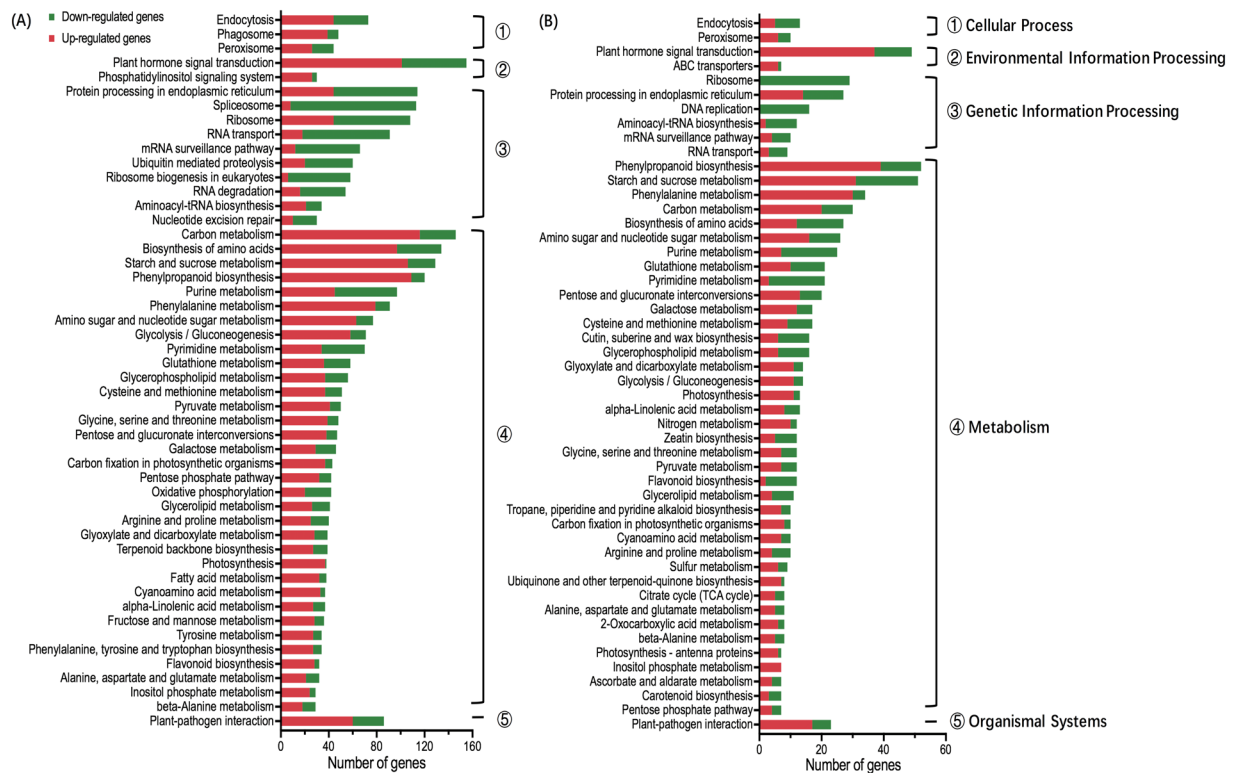 (A)
Down-regulated genes
Up-regulated genes
Endocytosis
Phagosome
Peroxisome
Plant hormone signal transduction
Phosphatidylinositol signaling system
Protein processing in endoplasmic reticulum
Spliceosome
Ribosome
RNA transport
mRNA surveillance pathway
Ubiquitin mediated proteolysis
Ribosome biogenesis in eukaryotes
RNA degradation
Aminoacyl-tRNA biosynthesis
Nucleotide excision repair
Carbon metabolism
Biosynthesis of amino acids
Starch and sucrose metabolism
Phenylpropanoid biosynthesis
Purine metabolism
Phenylalanine metabolism
Amino sugar and nucleotide sugar metabolism
Glycolysis / Gluconeogenesis
Pyrimidine metabolism
Glutathione metabolism
Glycerophospholipid metabolism
Cysteine and methionine metabolism
Pyruvate metabolism
Glycine, serine and threonine metabolism
Pentose and glucuronate interconversions
Galactose metabolism
Carbon fixation in photosynthetic organisms
Pentose phosphate pathway
Oxidative phosphorylation
Glycerolipid metabolism
Arginine and proline metabolism
Glyoxylate and dicarboxylate metabolism
Terpenoid backbone biosynthesis
Photosynthesis
Fatty acid metabolism
Cyanoamino acid metabolism
alpha-Linolenic acid metabolism
Fructose and mannose metabolism
Tyrosine metabolism
Phenylalanine, tyrosine and tryptophan biosynthesis
Flavonoid biosynthesis
Alanine, aspartate and glutamate metabolism
Inositol phosphate metabolism
beta-Alanine metabolism
Plant-pathogen interaction
①
②
③
④
⑤
0 40 80 120 160
Number of genes
(B)
Endocytosis
Peroxisome
Plant hormone signal transduction
ABC transporters
Ribosome
Protein processing in endoplasmic reticulum
DNA replication
Aminoacyl-tRNA biosynthesis
mRNA surveillance pathway
RNA transport
Phenylpropanoid biosynthesis
Starch and sucrose metabolism
Phenylalanine metabolism
Carbon metabolism
Biosynthesis of amino acids
Amino sugar and nucleotide sugar metabolism
Purine metabolism
Glutathione metabolism
Pyrimidine metabolism
Pentose and glucuronate interconversions
Galactose metabolism
Cysteine and methionine metabolism
Cutin, suberine and wax biosynthesis
Glycerophospholipid metabolism
Glyoxylate and dicarboxylate metabolism
Glycolysis / Gluconeogenesis
Photosynthesis
alpha-Linolenic acid metabolism
Nitrogen metabolism
Zeatin biosynthesis
Glycine, serine and threonine metabolism
Pyruvate metabolism
Flavonoid biosynthesis
Glycerolipid metabolism
Tropane, piperidine and pyridine alkaloid biosynthesis
Carbon fixation in photosynthetic organisms
Cyanoamino acid metabolism
Arginine and proline metabolism
Sulfur metabolism
Ubiquinone and other terpenoid-quinone biosynthesis
Citrate cycle (TCA cycle)
Alanine, aspartate and glutamate metabolism
2-Oxocarboxylic acid metabolism
beta-Alanine metabolism
Photosynthesis - antenna proteins
Inositol phosphate metabolism
Ascorbate and aldarate metabolism
Carotenoid biosynthesis
Pentose phosphate pathway
Plant-pathogen interaction
① Cellular Process
② Environmental Information Processing
③ Genetic Information Processing
④ Metabolism
⑤ Organismal Systems
0 20 40 60
Number of genes